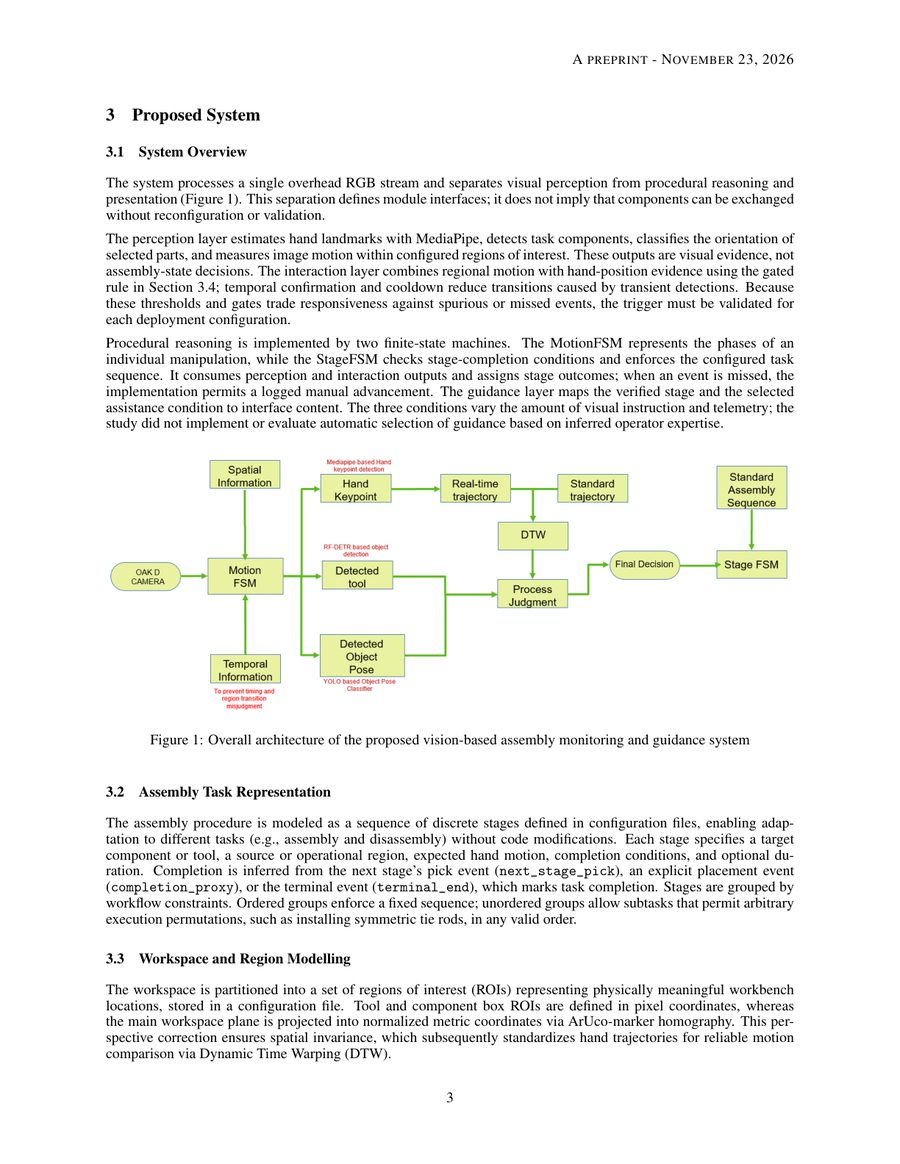 A PREPRINT - NOVEMBER 23, 2026
3 Proposed System
3.1 System Overview
The system processes a single overhead RGB stream and separates visual perception from procedural reasoning and
presentation (Figure 1). This separation defines module interfaces; it does not imply that components can be exchanged
without reconfiguration or validation.
The perception layer estimates hand landmarks with MediaPipe, detects task components, classifies the orientation of
selected parts, and measures image motion within configured regions of interest. These outputs are visual evidence, not
assembly-state decisions. The interaction layer combines regional motion with hand-position evidence using the gated
rule in Section 3.4; temporal confirmation and cooldown reduce transitions caused by transient detections. Because
these thresholds and gates trade responsiveness against spurious or missed events, the trigger must be validated for
each deployment configuration.
Procedural reasoning is implemented by two finite-state machines. The MotionFSM represents the phases of an
individual manipulation, while the StageFSM checks stage-completion conditions and enforces the configured task
sequence. It consumes perception and interaction outputs and assigns stage outcomes; when an event is missed, the
implementation permits a logged manual advancement. The guidance layer maps the verified stage and the selected
assistance condition to interface content. The three conditions vary the amount of visual instruction and telemetry; the
study did not implement or evaluate automatic selection of guidance based on inferred operator expertise.
Spatial
Information
Mediapipe based Hand
keypoint detection
Hand
Keypoint
Real-time
trajectory
Standard
trajectory
Standard
Assembly
Sequence
DTW
RF-DETR based object
detection
OAK D
CAMERA
Motion
FSM
Detected
tool
Process
Judgment
Final Decision
Stage FSM
Temporal
Information
To prevent timing and
region transition
misjudgment
Detected
Object
Pose
YOLO based Object Pose
Classifier
Figure 1: Overall architecture of the proposed vision-based assembly monitoring and guidance system
3.2 Assembly Task Representation
The assembly procedure is modeled as a sequence of discrete stages defined in configuration files, enabling adap-
tation to different tasks (e.g., assembly and disassembly) without code modifications. Each stage specifies a target
component or tool, a source or operational region, expected hand motion, completion conditions, and optional du-
ration. Completion is inferred from the next stage's pick event (next_stage_pick), an explicit placement event
(completion_proxy), or the terminal event (terminal_end), which marks task completion. Stages are grouped by
workflow constraints. Ordered groups enforce a fixed sequence; unordered groups allow subtasks that permit arbitrary
execution permutations, such as installing symmetric tie rods, in any valid order.
3.3 Workspace and Region Modelling
The workspace is partitioned into a set of regions of interest (ROIs) representing physically meaningful workbench
locations, stored in a configuration file. Tool and component box ROIs are defined in pixel coordinates, whereas
the main workspace plane is projected into normalized metric coordinates via ArUco-marker homography. This per-
spective correction ensures spatial invariance, which subsequently standardizes hand trajectories for reliable motion
comparison via Dynamic Time Warping (DTW).
3